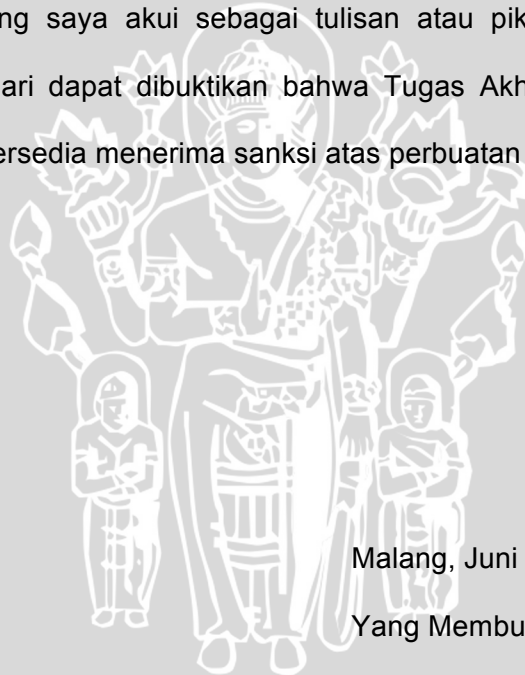 ng saya akui sebagai tulisan atau pik
ari dapat dibuktikan bahwa Tugas Akh
ersedia menerima sanksi atas perbuatan
Malang, Juni
Yang Membu